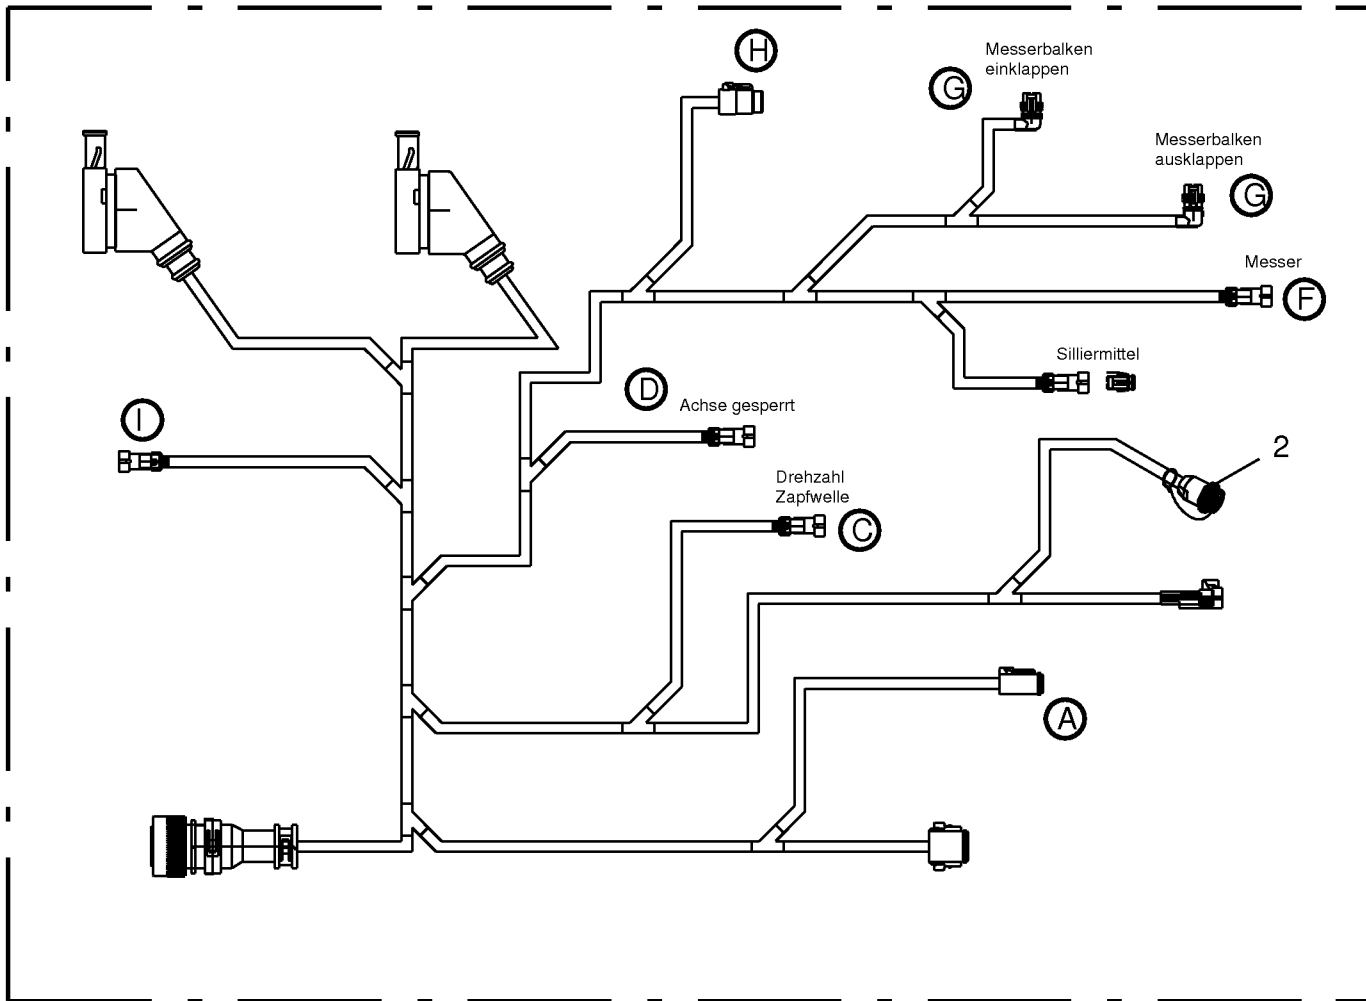 H
Messerbalken
einklappen
G
Messerbalken
ausklappen
G
Messer
F
Silliermittel
D
Achse gesperrt
I
2
Drehzahl
Zapfwelle
C
A